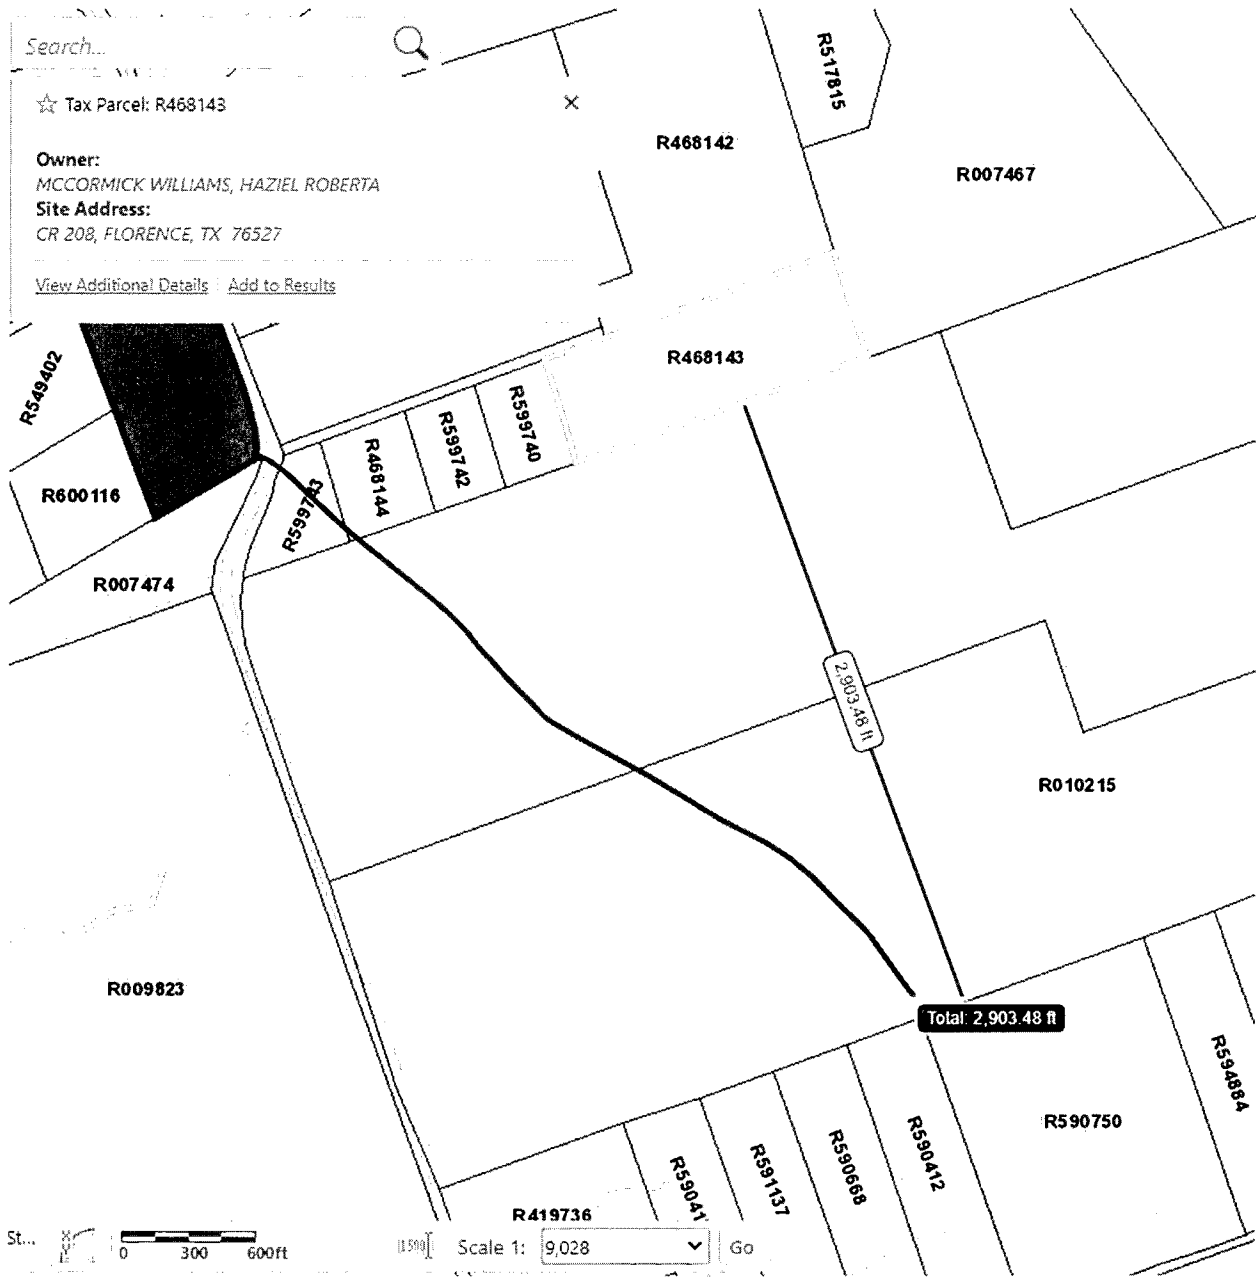 Search...
Tax Parcel: R468143
Owner:
MCCORMICK WILLIAMS, HAZIEL ROBERTA
Site Address:
CR 208, FLORENCE, TX 76527
View Additional Details
Add to Results
R517815
R468142
R007467
R468143
R549402
R599740
R599742
R468144
R599743
R600116
R007474
2,903.48 ft
R010215
R009823
Total: 2,903.48 ft
R594884
R590750
R590412
R590668
R591137
R59041
R419736
St...
0 300 600ft
Scale 1: 9,028
Go